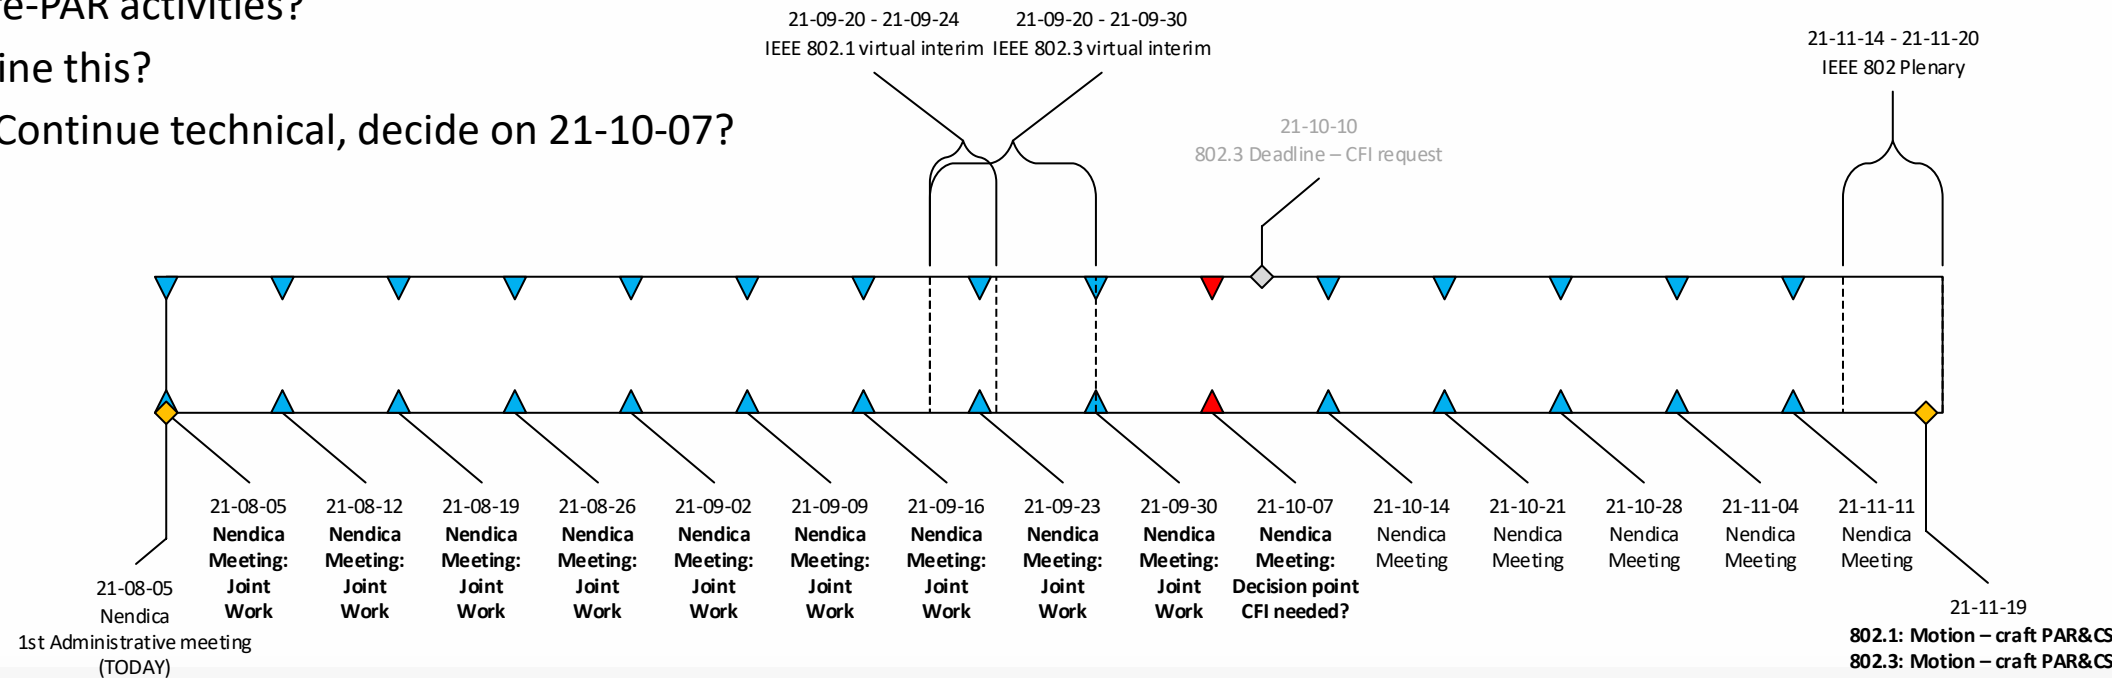 re-PAR activities?
ine this?
Continue technical, decide on 21-10-07?
21-09-20 - 21-09-24
IEEE 802.1 virtual interim
21-09-20 - 21-09-30
IEEE 802.3 virtual interim
21-11-14 - 21-11-20
IEEE 802 Plenary
21-10-10
802.3 Deadline – CFI request
21-08-05
Nendica
Meeting:
Joint
Work
21-08-12
Nendica
Meeting:
Joint
Work
21-08-19
Nendica
Meeting:
Joint
Work
21-08-26
Nendica
Meeting:
Joint
Work
21-09-02
Nendica
Meeting:
Joint
Work
21-09-09
Nendica
Meeting:
Joint
Work
21-09-16
Nendica
Meeting:
Joint
Work
21-09-23
Nendica
Meeting:
Joint
Work
21-09-30
Nendica
Meeting:
Joint
Work
21-10-07
Nendica
Meeting:
Decision point
CFI needed?
21-10-14
Nendica
Meeting
21-10-21
Nendica
Meeting
21-10-28
Nendica
Meeting
21-11-04
Nendica
Meeting
21-11-11
Nendica
Meeting
21-08-05
Nendica
1st Administrative meeting
(TODAY)
21-11-19
802.1: Motion – craft PAR&CS
802.3: Motion – craft PAR&CS